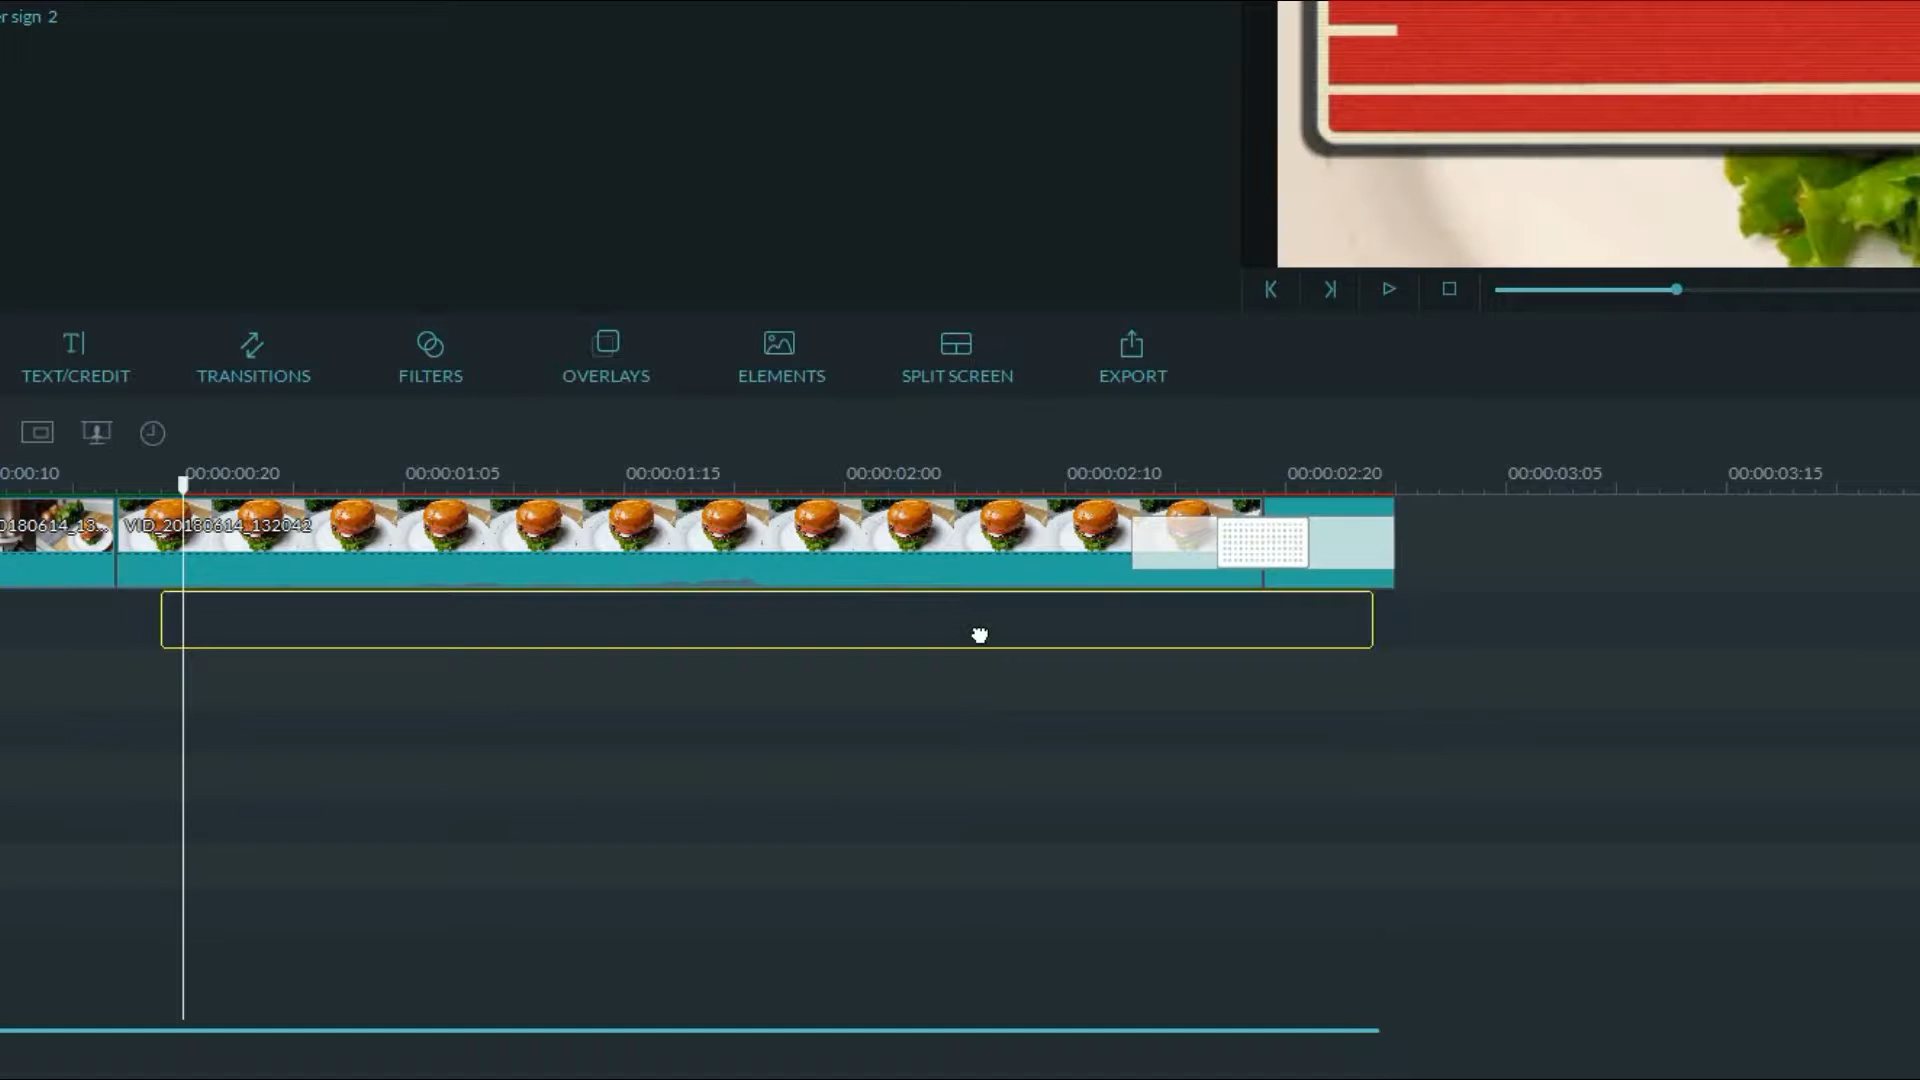 r sign 2
TEXT/CREDIT TRANSITIONS FILTERS OVERLAYS ELEMENTS SPLIT SCREEN EXPORT
0:00:10 00:00:00:20 00:00:01:05 00:00:01:15 00:00:02:00 00:00:02:10 00:00:02:20 00:00:03:05 00:00:03:15
0180614_13... VID_20180614_132042